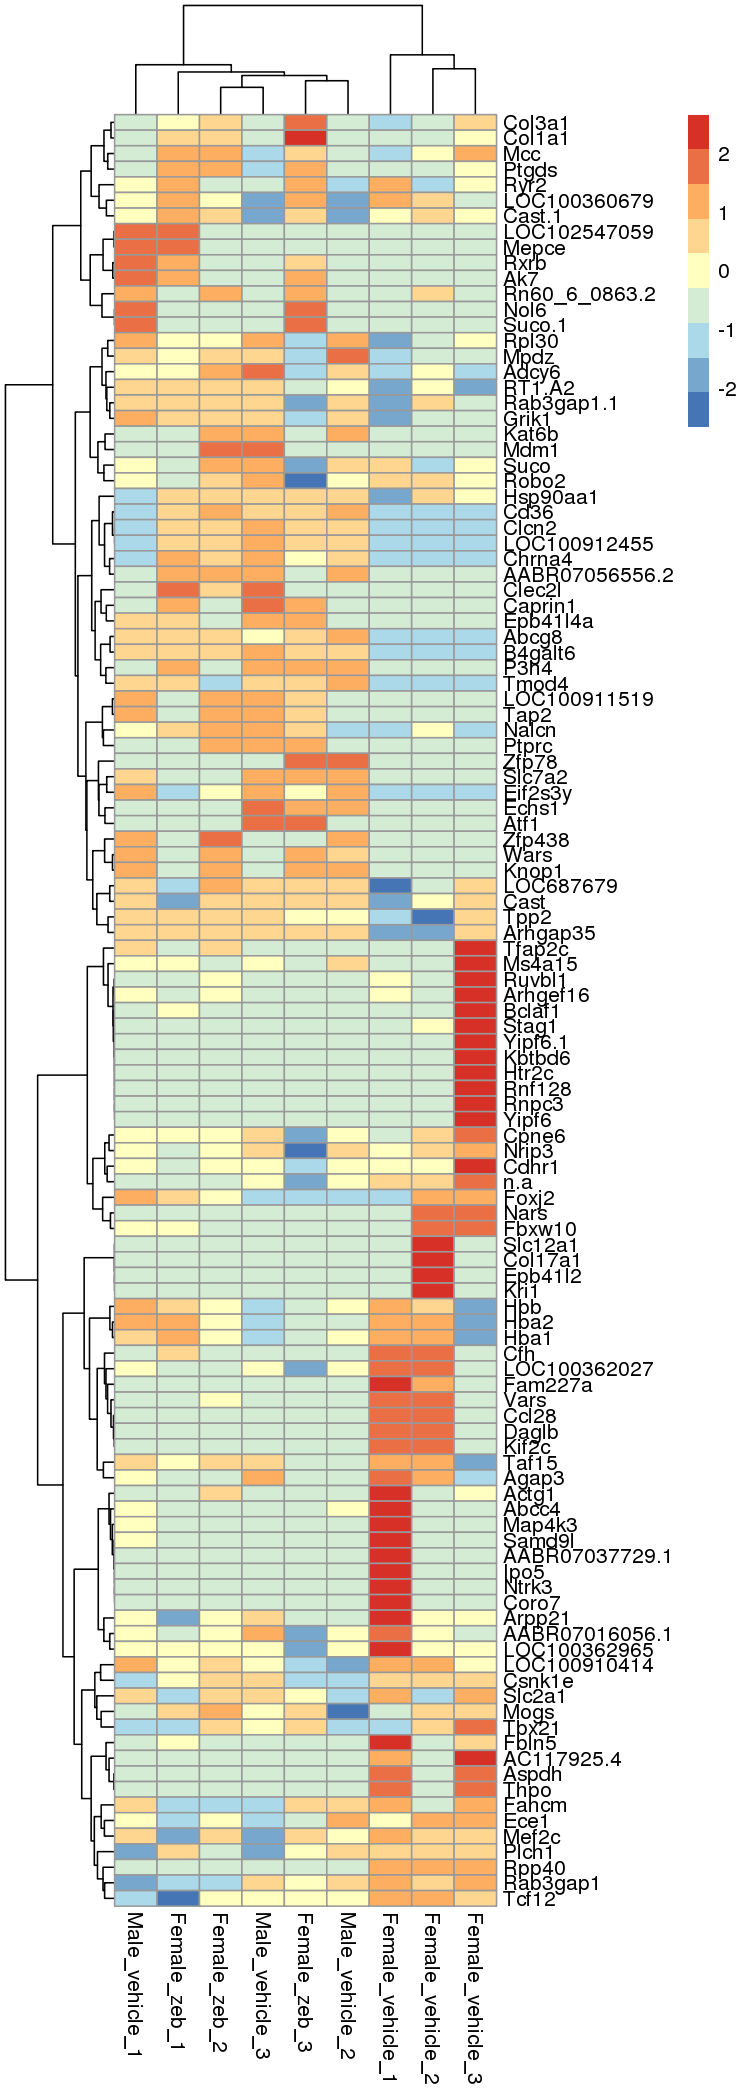 Col3a1
Col1a1
Mcc
Ptgds
Ryr2
LOC100360679
Cast.1
LOC102547059
Mepce
Rxrb
Ak7
Rn60_6_0863.2
Nol6
Suco.1
Rpl30
Mpdz
Adcy6
RT1.A2
Rab3gap1.1
Grik1
Kat6b
Mdm1
Suco
Robo2
Hsp90aa1
Cd36
Clcn2
LOC100912455
Chrna4
AABR07056556.2
Clec2l
Caprin1
Epb41l4a
Abcg8
B4galt6
P3h4
Tmod4
LOC100911519
Tap2
Nalcn
Ptprc
Zfp78
Slc7a2
Eif2s3y
Echs1
Atf1
Zfp438
Wars
Knop1
LOC687679
Cast
Tpp2
Arhgap35
Tfap2c
Ms4a15
Ruvbl1
Arhgef16
Bclaf1
Stag1
Yipf6.1
Kbtbd6
Htr2c
Rnf128
Rnpc3
Yipf6
Cpne6
Nrip3
Cdhr1
n.a
Foxj2
Nars
Fbxw10
Slc12a1
Col17a1
Epb41l2
Kri1
Hbb
Hba2
Hba1
Cfh
LOC100362027
Fam227a
Vars
Ccl28
Daglb
Kif2c
Taf15
Agap3
Actg1
Abcc4
Map4k3
Samd9l
AABR07037729.1
Ipo5
Ntrk3
Coro7
Arpp21
AABR07016056.1
LOC100362965
LOC100910414
Csnk1e
Slc2a1
Mogs
Tbx21
Fbln5
AC117925.4
Aspdh
Thpo
Fancm
Ece1
Mef2c
Plch1
Rpp40
Rab3gap1
Tcf12
Male_vehicle_1
Female_zeb_1
Female_zeb_2
Male_vehicle_3
Female_zeb_3
Male_vehicle_2
Female_vehicle_1
Female_vehicle_2
Female_vehicle_3
2
1
0
-1
-2